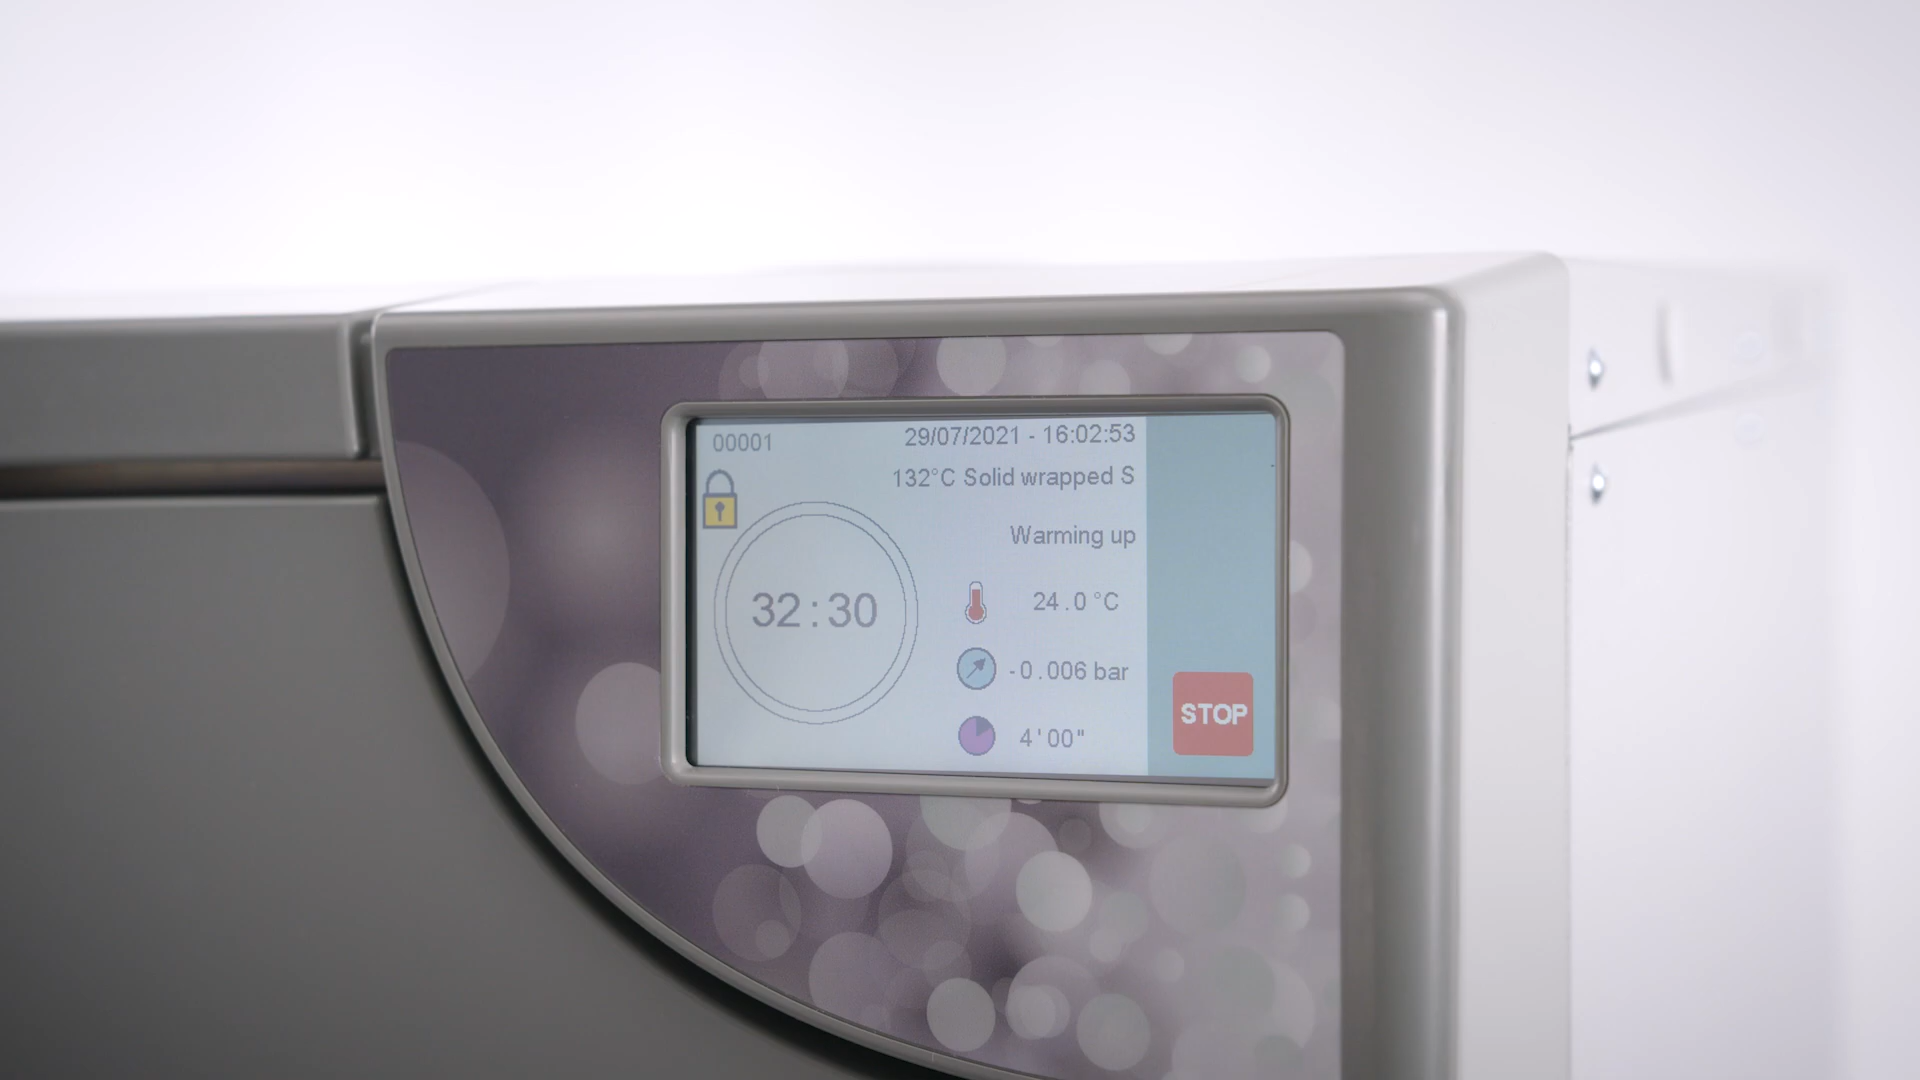 00001
29/07/2021 - 16:02:53
132°C Solid wrapped S
Warming up
32:30
24.0 °C
-0.006 bar
4'00"
STOP